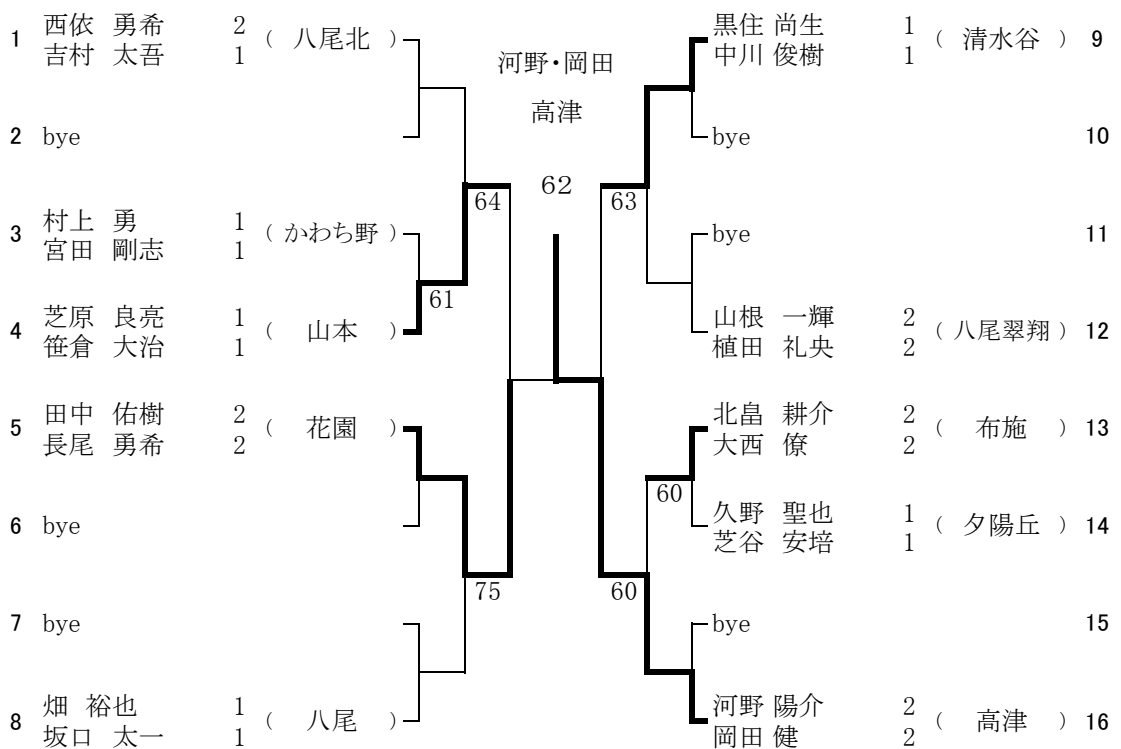 1 西依 勇希 2 ( 八尾北 )
吉村 太吾 1
2 bye
3 村上 勇 1 ( かわち野 )
宮田 剛志 1
4 芝原 良亮 1 ( 山本 )
笹倉 大治 1
5 田中 佑樹 2 ( 花園 )
長尾 勇希 2
6 bye
7 bye
8 畑 裕也 1 ( 八尾 )
坂口 太一 1
64
61
75
河野・岡田
高津
62
63
60
60
黒住 尚生 1 ( 清水谷 ) 9
中川 俊樹 1
bye 10
bye 11
山根 一輝 2 ( 八尾翠翔 ) 12
植田 礼央 2
北畠 耕介 2 ( 布施 ) 13
大西 僚 2
久野 聖也 1 ( 夕陽丘 ) 14
芝谷 安培 1
bye 15
河野 陽介 2 ( 高津 ) 16
岡田 健 2